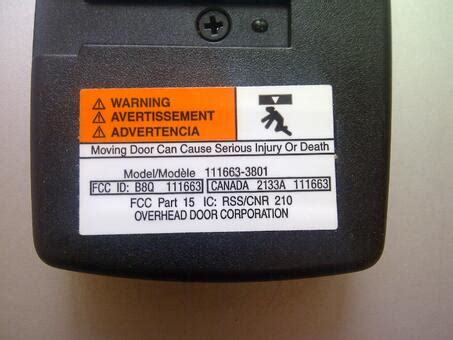 WARNING
AVERTISSEMENT
ADVERTENCIA
Moving Door Can Cause Serious Injury Or Death
Model/Modèle 111663-3801
FCC ID: B8Q 111663 CANADA 2133A 111663
FCC Part 15 IC: RSS/CNR 210
OVERHEAD DOOR CORPORATION